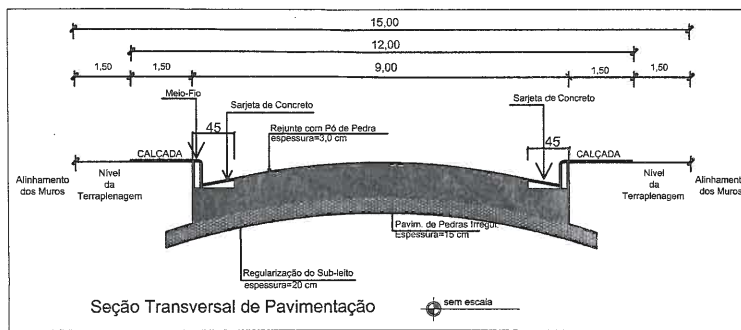 15,00
12,00
1,50
1,50
9,00
1,50
1,50
Meio-Fio
Sarjeta de Concreto
Sarjeta de Concreto
45
Rejunte com Pó de Pedra
espessura=3,0 cm
45
CALÇADA
CALÇADA
Alinhamento
dos Muros
Nível
da
Terraplenagem
Nível
da
Terraplenagem
Alinhamento
dos Muros
Pavim. de Pedras Irregul.
Espessura=15 cm
Regularização do Sub-leito
espessura=20 cm
Seção Transversal de Pavimentação
sem escala